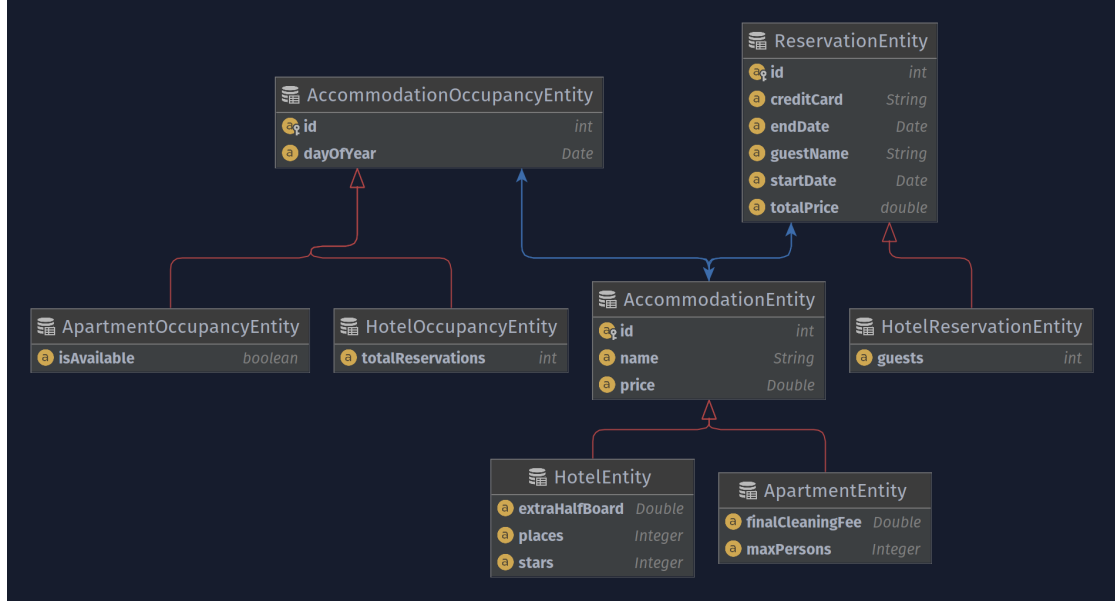 ReservationEntity
id int
creditCard String
endDate Date
guestName String
startDate Date
totalPrice double
AccommodationOccupancyEntity
id int
dayOfYear Date
ApartmentOccupancyEntity
isAvailable boolean
HotelOccupancyEntity
totalReservations int
AccommodationEntity
id int
name String
price Double
HotelReservationEntity
guests int
HotelEntity
extraHalfBoard Double
places Integer
stars Integer
ApartmentEntity
finalCleaningFee Double
maxPersons Integer